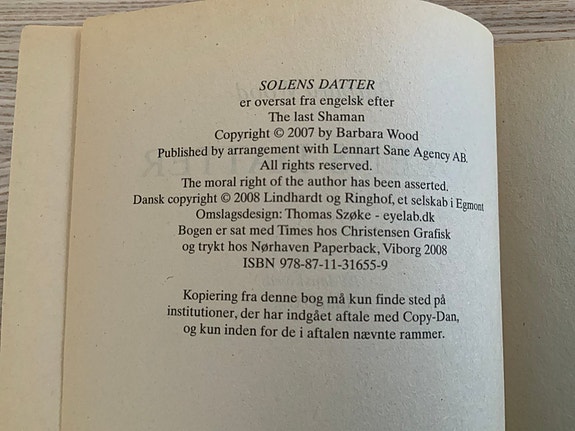 SOLENS DATTER
er oversat fra engelsk efter
The last Shaman
Copyright © 2007 by Barbara Wood
Published by arrangement with Lennart Sane Agency AB.
All rights reserved.
The moral right of the author has been asserted.
Dansk copyright © 2008 Lindhardt og Ringhof, et selskab i Egmont
Omslagsdesign: Thomas Szøke - eyelab.dk
Bogen er sat med Times hos Christensen Grafisk
og trykt hos Nørhaven Paperback, Viborg 2008
ISBN 978-87-11-31655-9
Kopiering fra denne bog må kun finde sted på
institutioner, der har indgået aftale med Copy-Dan,
og kun inden for de i aftalen nævnte rammer.